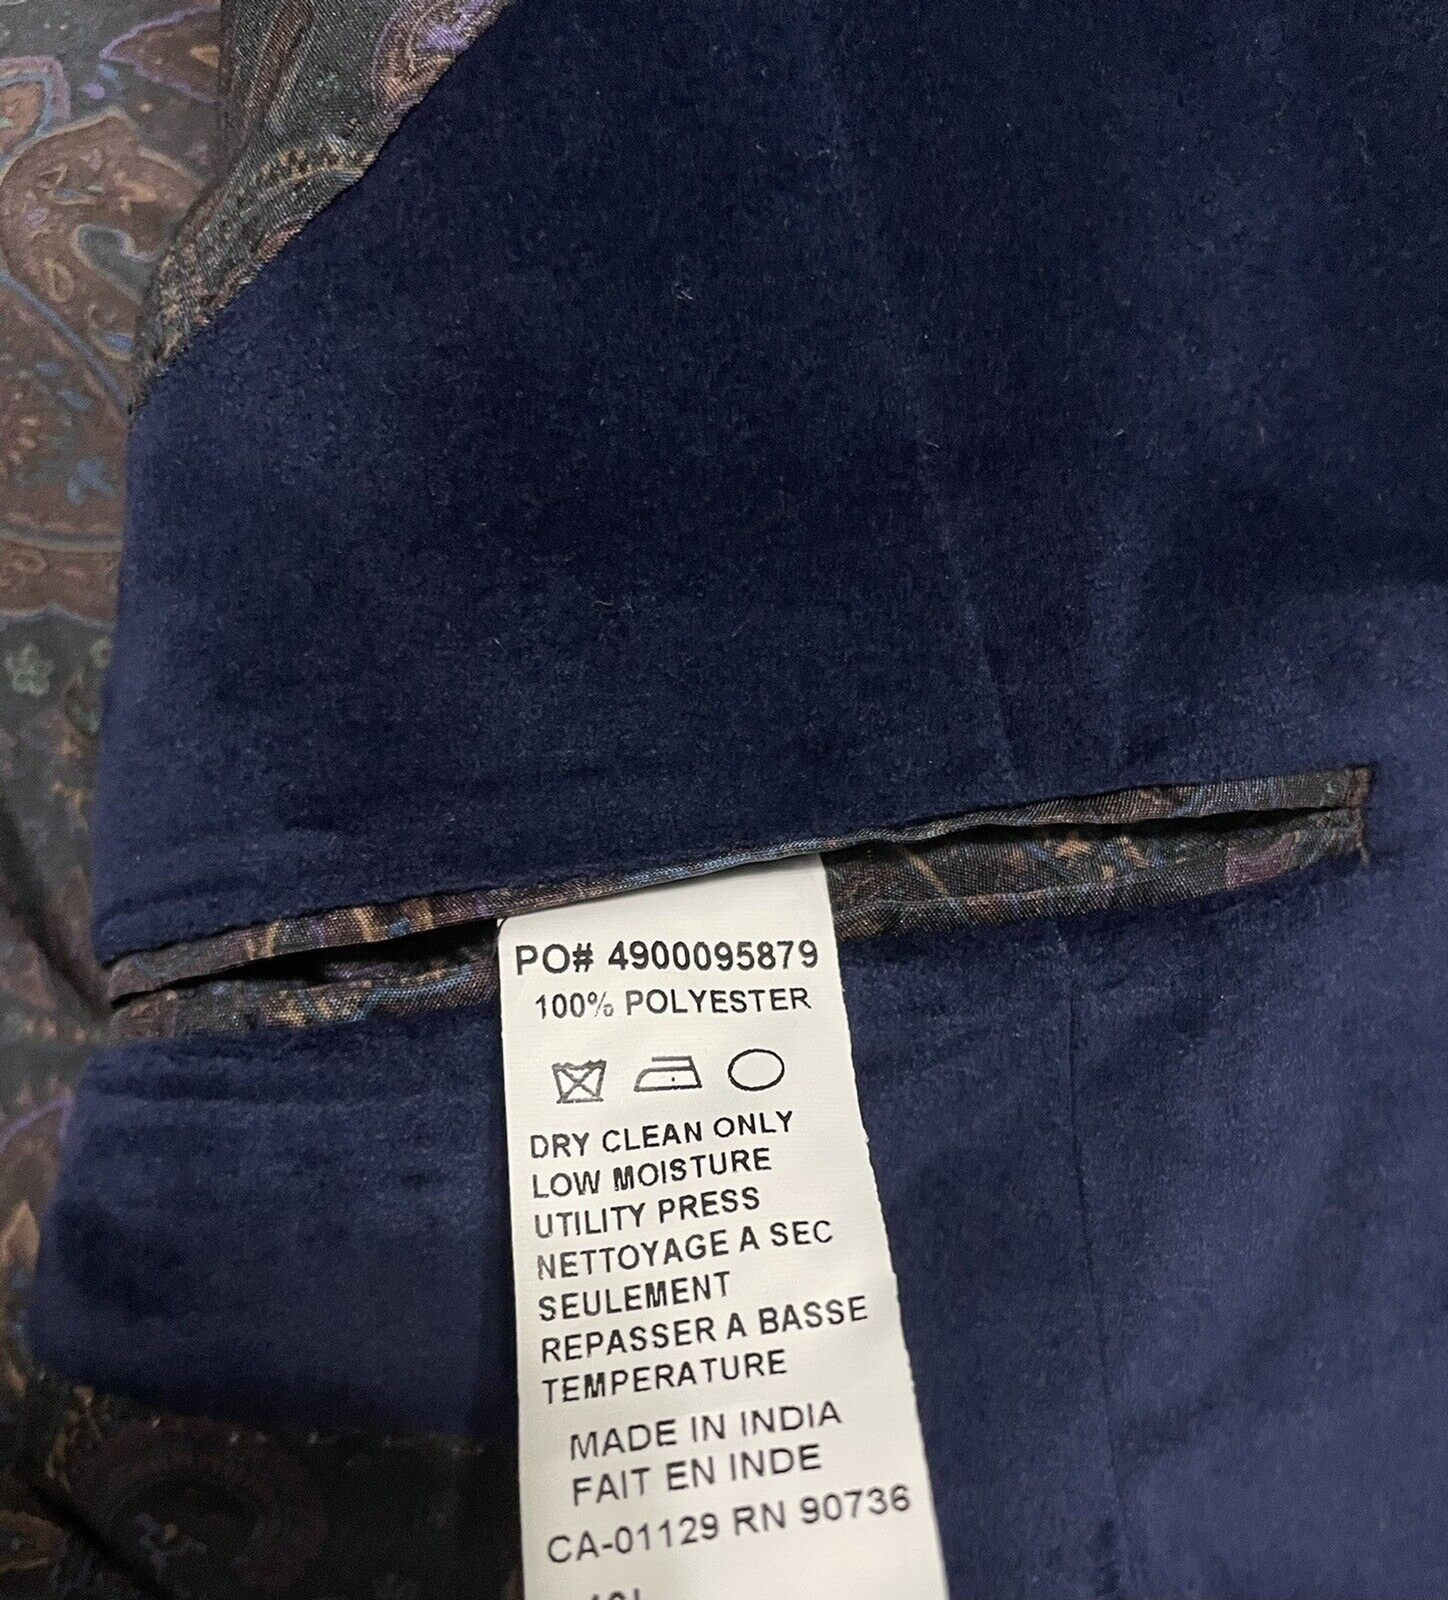 PO# 4900095879
100% POLYESTER
DRY CLEAN ONLY
LOW MOISTURE
UTILITY PRESS
NETTOYAGE A SEC
SEULEMENT
REPASSER A BASSE
TEMPERATURE
MADE IN INDIA
FAIT EN INDE
CA-01129 RN 90736